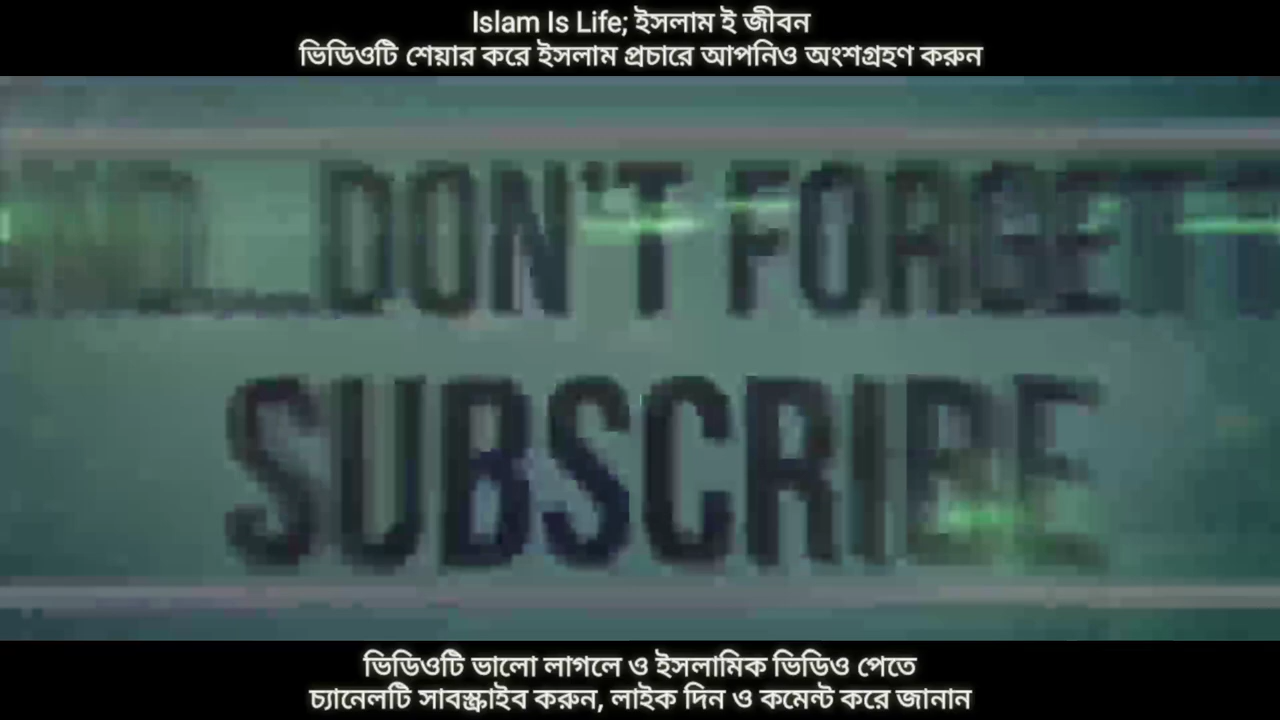 Islam Is Life; ইসলাম ই জীবন
ভিডিওটি শেয়ার করে ইসলাম প্রচারে আপনিও অংশগ্রহণ করুন
DON'T FORGET
SUBSCRIBE
ভিডিওটি ভালো লাগলে ও ইসলামিক ভিডিও পেতে
চ্যানেলটি সাবস্ক্রাইব করুন, লাইক দিন ও কমেন্ট করে জানান